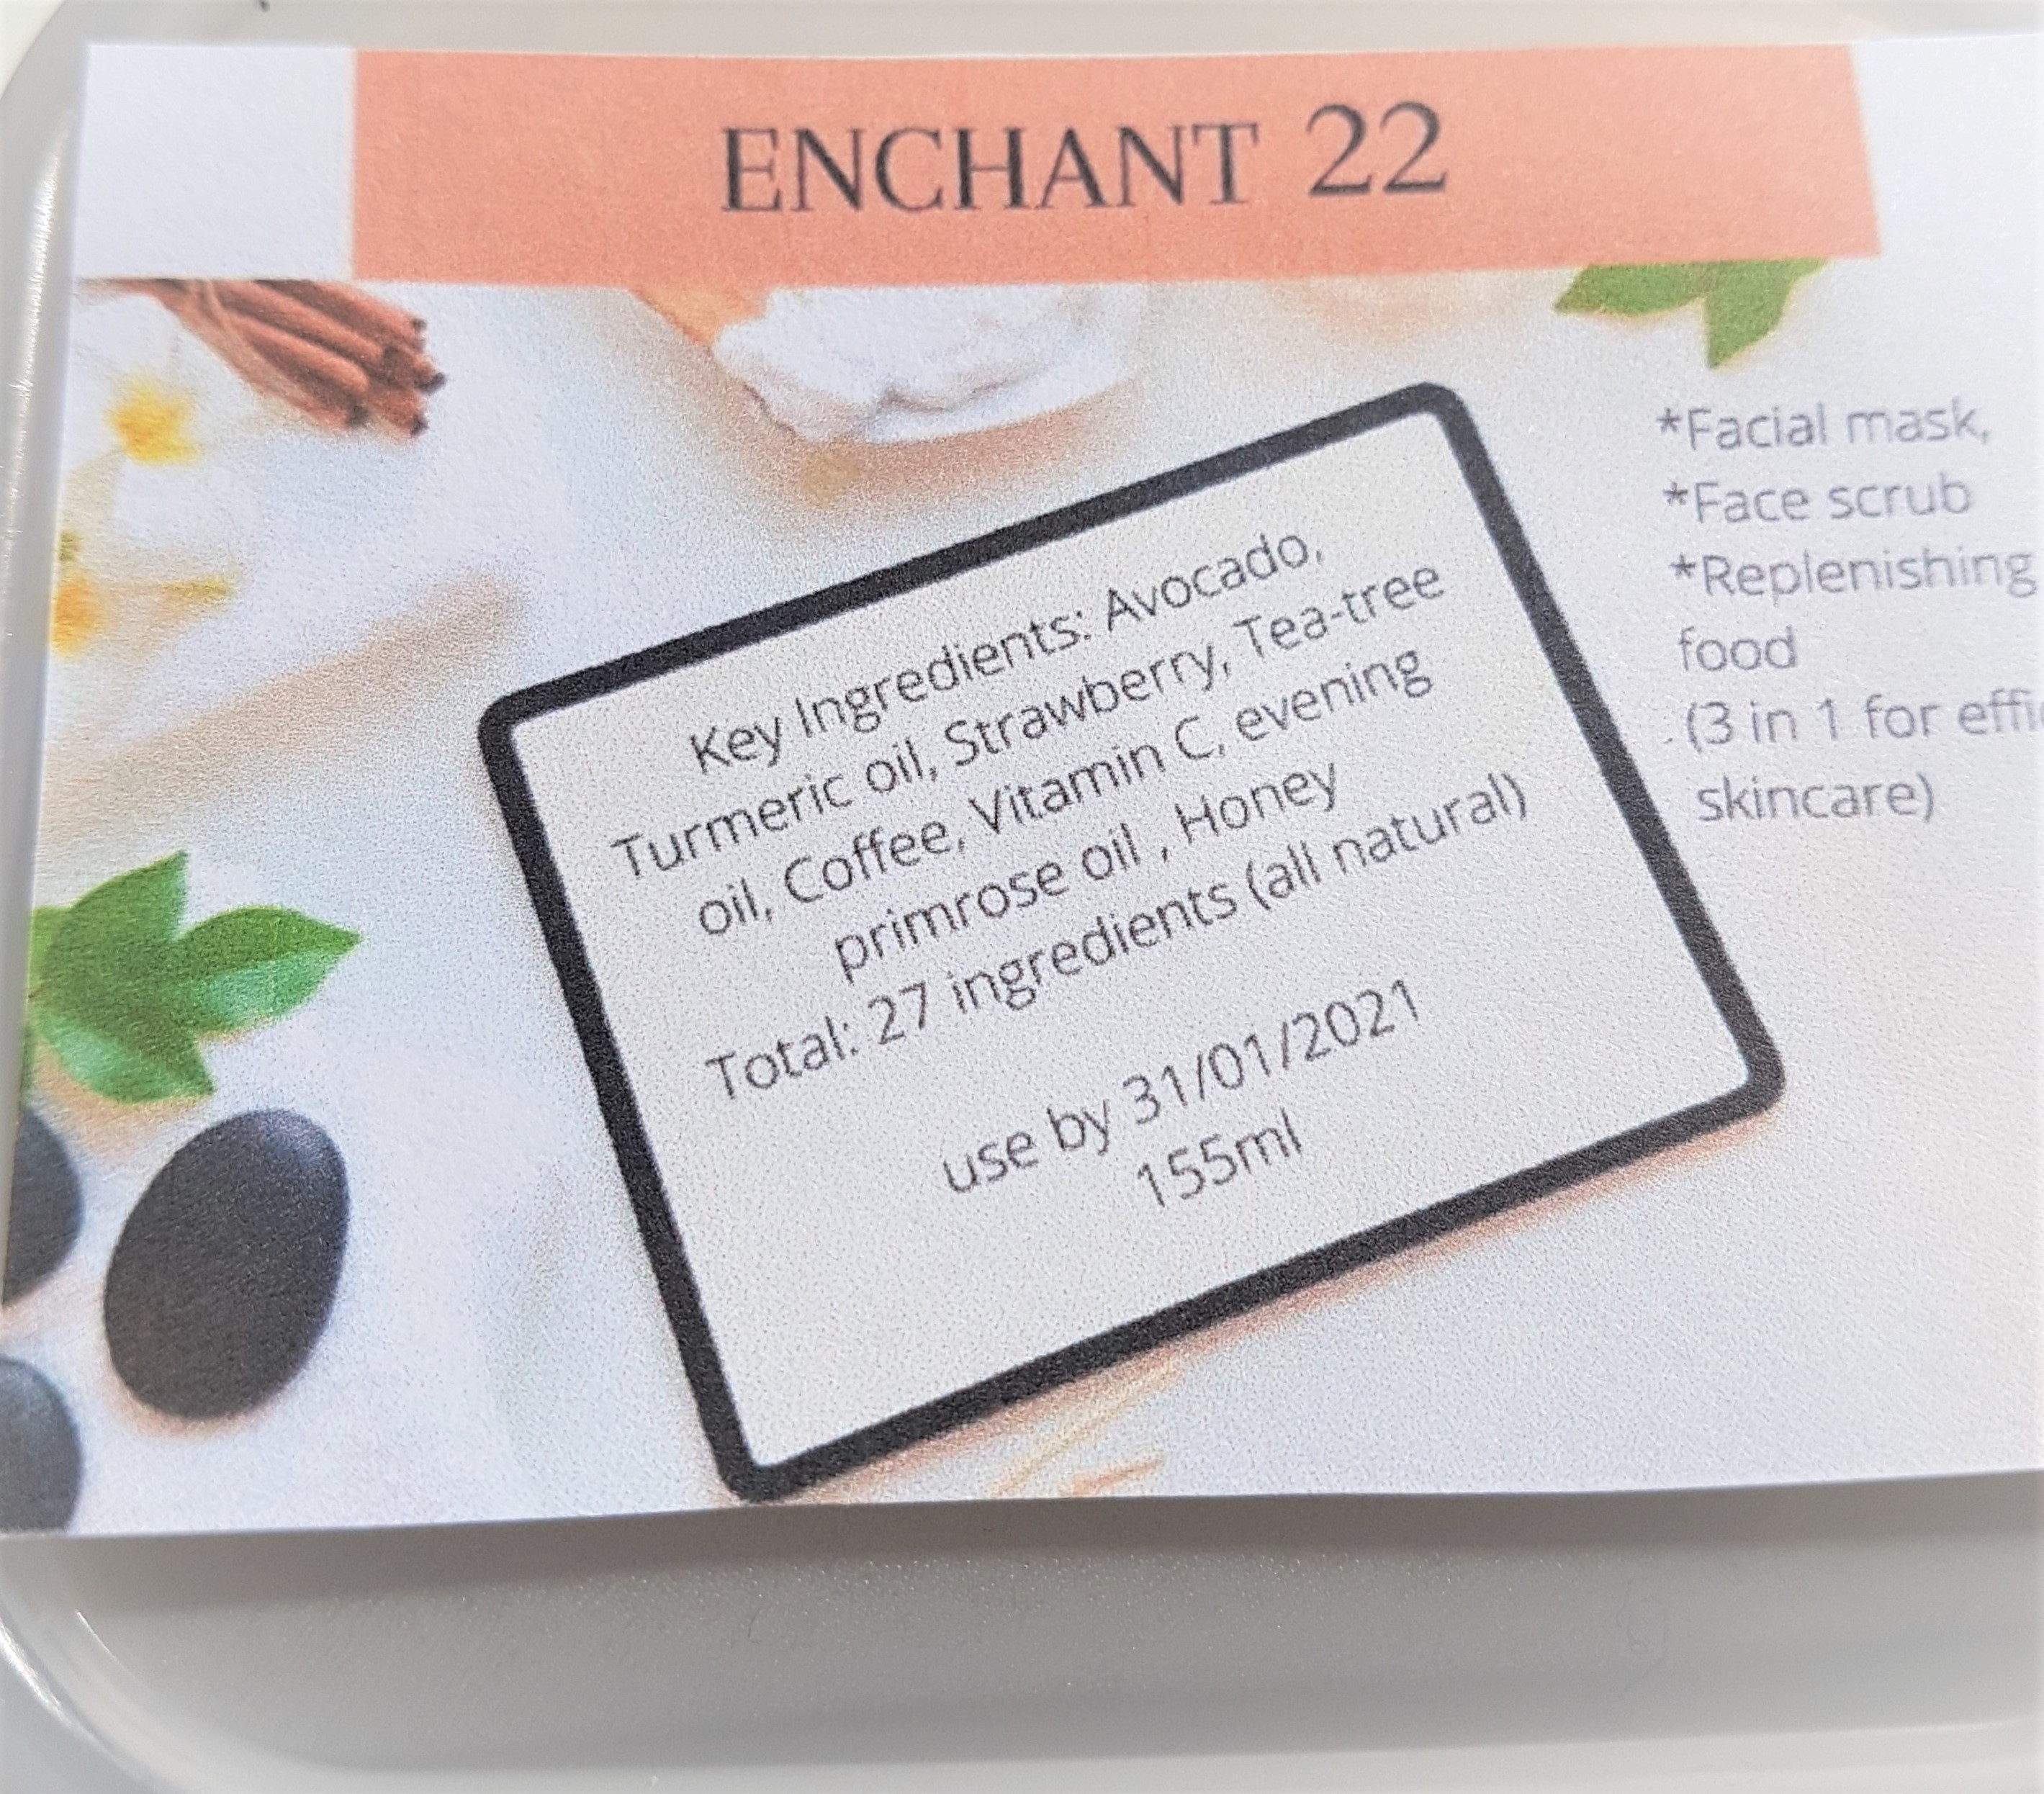 ENCHANT 22
Key Ingredients: Avocado,
Turmeric oil, Strawberry, Tea-tree
oil, Coffee, Vitamin C, evening
primrose oil , Honey
Total: 27 ingredients (all natural)
use by 31/01/2021
155ml
*Facial mask,
*Face scrub
*Replenishing
food
(3 in 1 for
skincare)